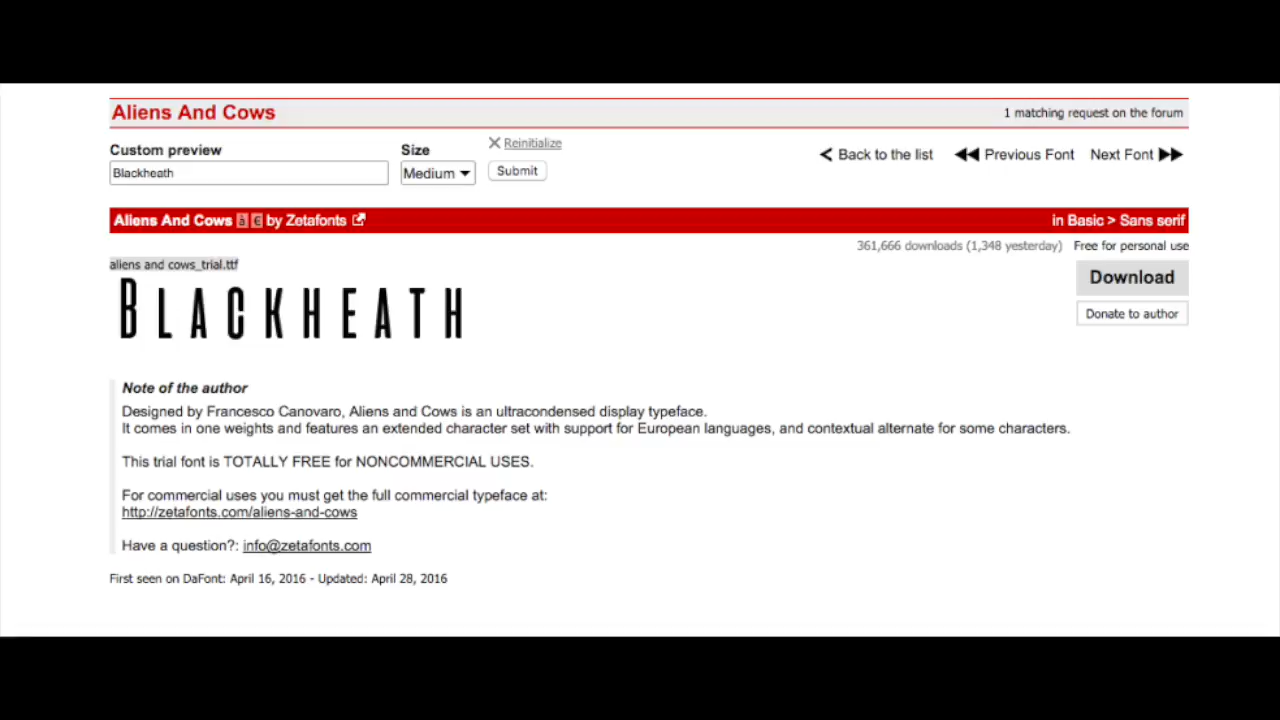 Aliens And Cows
1 matching request on the forum
Custom preview
Size
Reinitialize
Blackheath
Medium
Submit
Back to the list
Previous Font
Next Font
Aliens And Cows à € by Zetafonts
in Basic > Sans serif
361,666 downloads (1,348 yesterday)
Free for personal use
aliens and cows_trial.ttf
Download
BLACKHEATH
Donate to author
Note of the author
Designed by Francesco Canovaro, Aliens and Cows is an ultracondensed display typeface.
It comes in one weights and features an extended character set with support for European languages, and contextual alternate for some characters.
This trial font is TOTALLY FREE for NONCOMMERCIAL USES.
For commercial uses you must get the full commercial typeface at:
http://zetafonts.com/aliens-and-cows
Have a question?: info@zetafonts.com
First seen on DaFont: April 16, 2016 - Updated: April 28, 2016